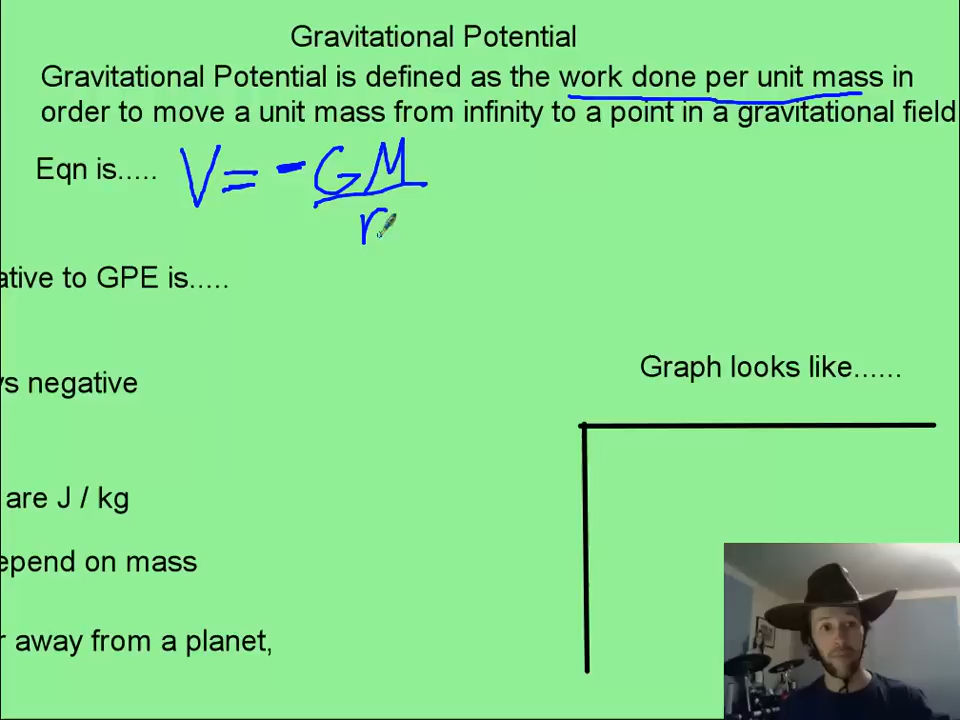 Gravitational Potential
Gravitational Potential is defined as the work done per unit mass in
order to move a unit mass from infinity to a point in a gravitational field
Eqn is..... V = -GM
r
ative to GPE is.....
Graph looks like......
s negative
are J / kg
epend on mass
r away from a planet,